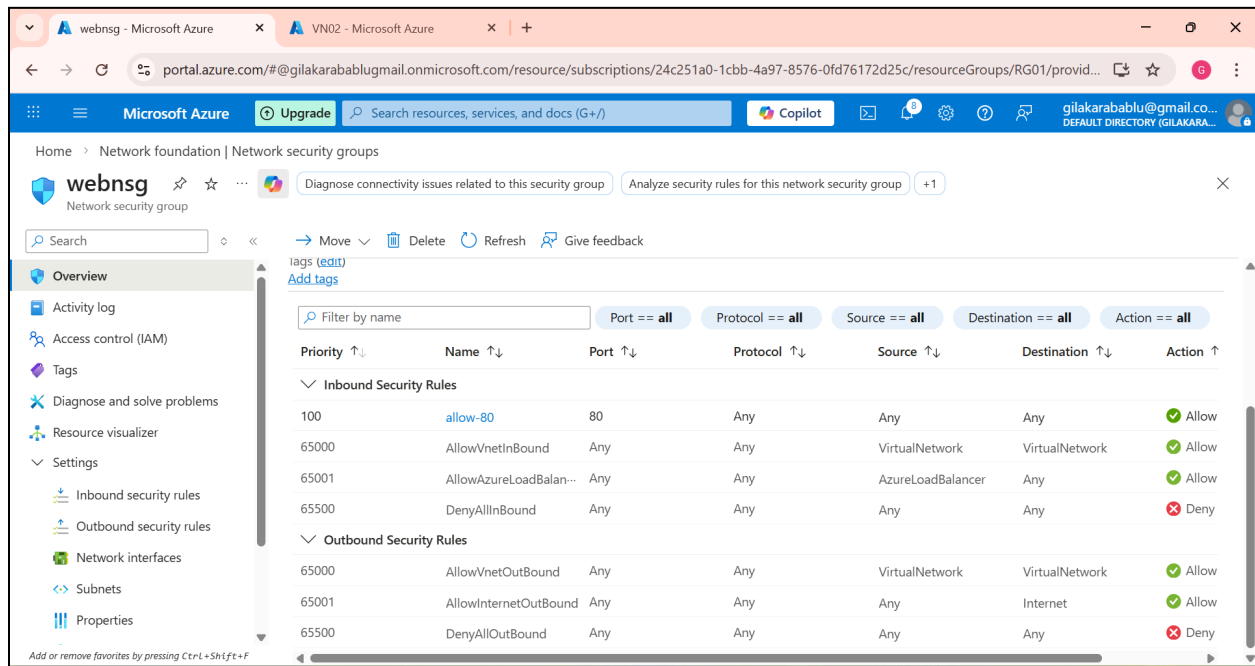 webnsg - Microsoft Azure
VN02 - Microsoft Azure
portal.azure.com/#@gilakarabablugmail.onmicrosoft.com/resource/subscriptions/24c251a0-1cbb-4a97-8576-0fd76172d25c/resourceGroups/RG01/provid...
G
Microsoft Azure
Upgrade
Search resources, services, and docs (G+/)
Copilot
8
gilakarabablu@gmail.co...
DEFAULT DIRECTORY (GILAKARA...
Home > Network foundation | Network security groups
webnsg
Network security group
Diagnose connectivity issues related to this security group
Analyze security rules for this network security group
+1
Search
Move
Delete
Refresh
Give feedback
Overview
Activity log
Access control (IAM)
Tags
Diagnose and solve problems
Resource visualizer
Settings
Inbound security rules
Outbound security rules
Network interfaces
Subnets
Properties
Add or remove favorites by pressing Ctrl+Shift+F
Tags (edit)
Add tags
Filter by name
Port == all
Protocol == all
Source == all
Destination == all
Action == all
Priority Name Port Protocol Source Destination Action
Inbound Security Rules
100 allow-80 80 Any Any Any Allow
65000 AllowVnetInBound Any Any VirtualNetwork VirtualNetwork Allow
65001 AllowAzureLoadBalan... Any Any AzureLoadBalancer Any Allow
65500 DenyAllInBound Any Any Any Any Deny
Outbound Security Rules
65000 AllowVnetOutBound Any Any VirtualNetwork VirtualNetwork Allow
65001 AllowInternetOutBound Any Any Any Internet Allow
65500 DenyAllOutBound Any Any Any Any Deny